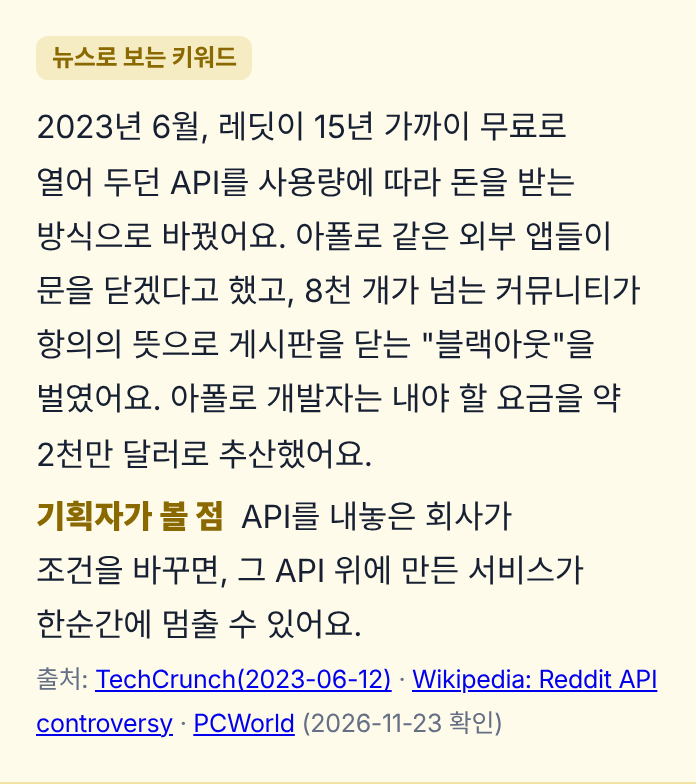 뉴스로 보는 키워드
2023년 6월, 레딧이 15년 가까이 무료로
열어 두던 API를 사용량에 따라 돈을 받는
방식으로 바꿨어요. 아폴로 같은 외부 앱들이
문을 닫겠다고 했고, 8천 개가 넘는 커뮤니티가
항의의 뜻으로 게시판을 닫는 "블랙아웃"을
벌였어요. 아폴로 개발자는 내야 할 요금을 약
2천만 달러로 추산했어요.
기획자가 볼 점 API를 내놓은 회사가
조건을 바꾸면, 그 API 위에 만든 서비스가
한순간에 멈출 수 있어요.
출처: TechCrunch(2023-06-12) · Wikipedia: Reddit API
controversy · PCWorld (2026-11-23 확인)